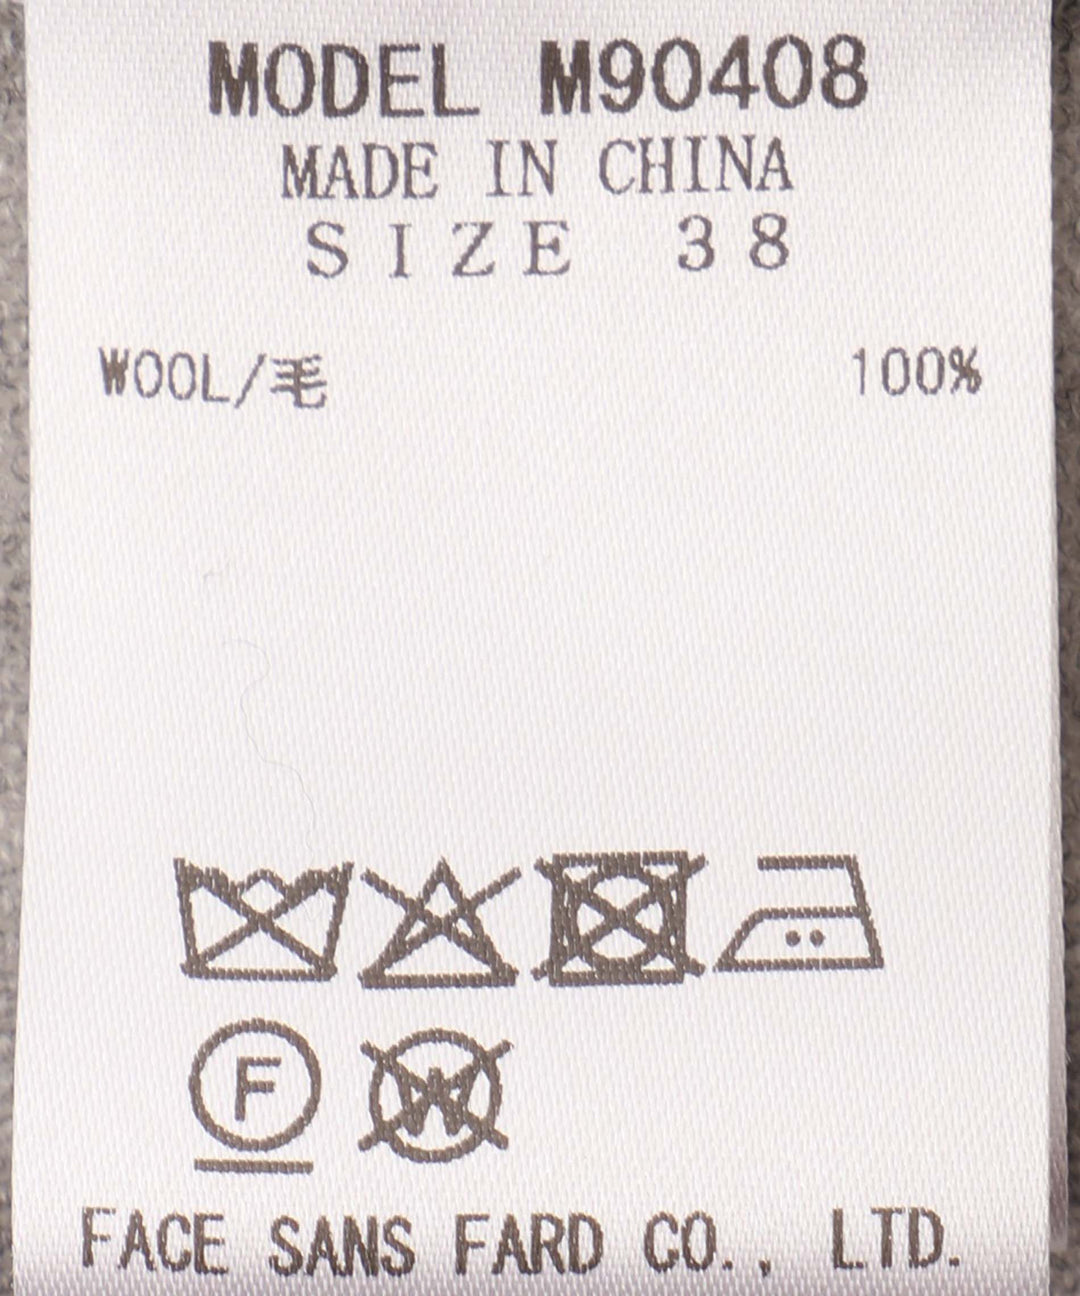 MODEL M90408
MADE IN CHINA
SIZE 38
WOOL/毛 100%
F W
FACE SANS FARD CO., LTD.